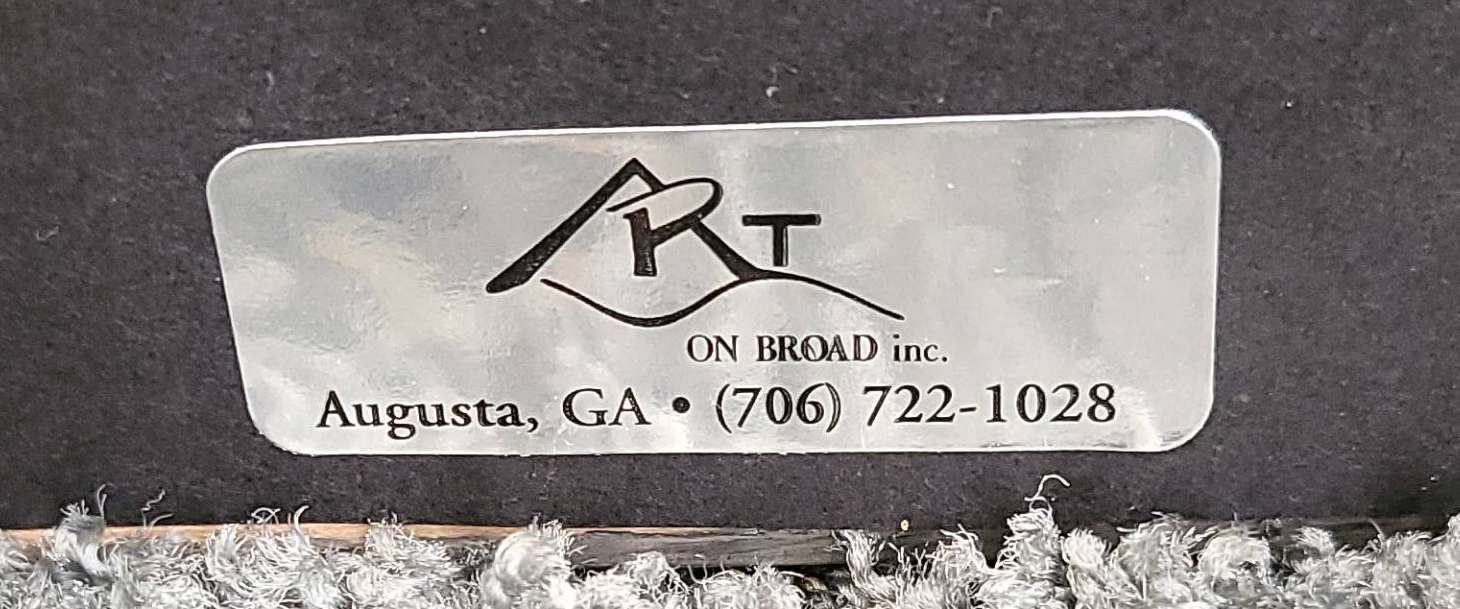 ART
ON BROAD inc.
Augusta, GA • (706) 722-1028